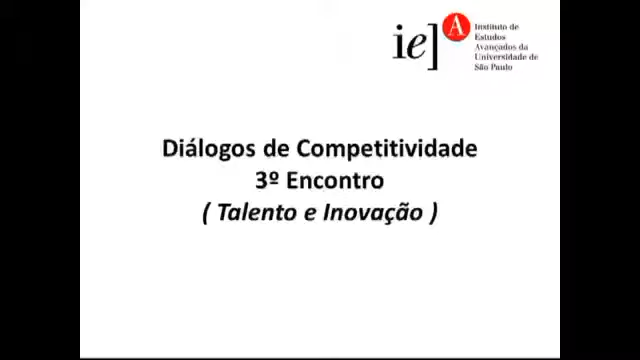 ie]A
Instituto de
Estudos
Avançados da
Universidade de
São Paulo
Diálogos de Competitividade
3º Encontro
( Talento e Inovação )